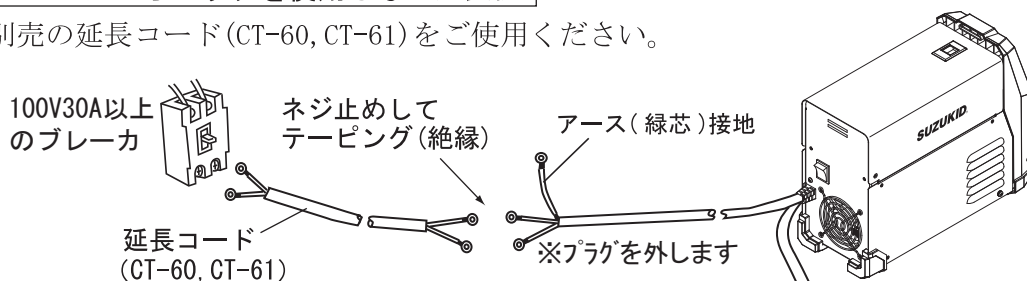 別売の延長コード(CT-60,CT-61)をご使用ください。
100V30A以上
のブレーカ
ネジ止めして
テーピング(絶縁)
アース(緑芯)接地
SUZUKID
延長コード
(CT-60,CT-61)
※プラグを外します